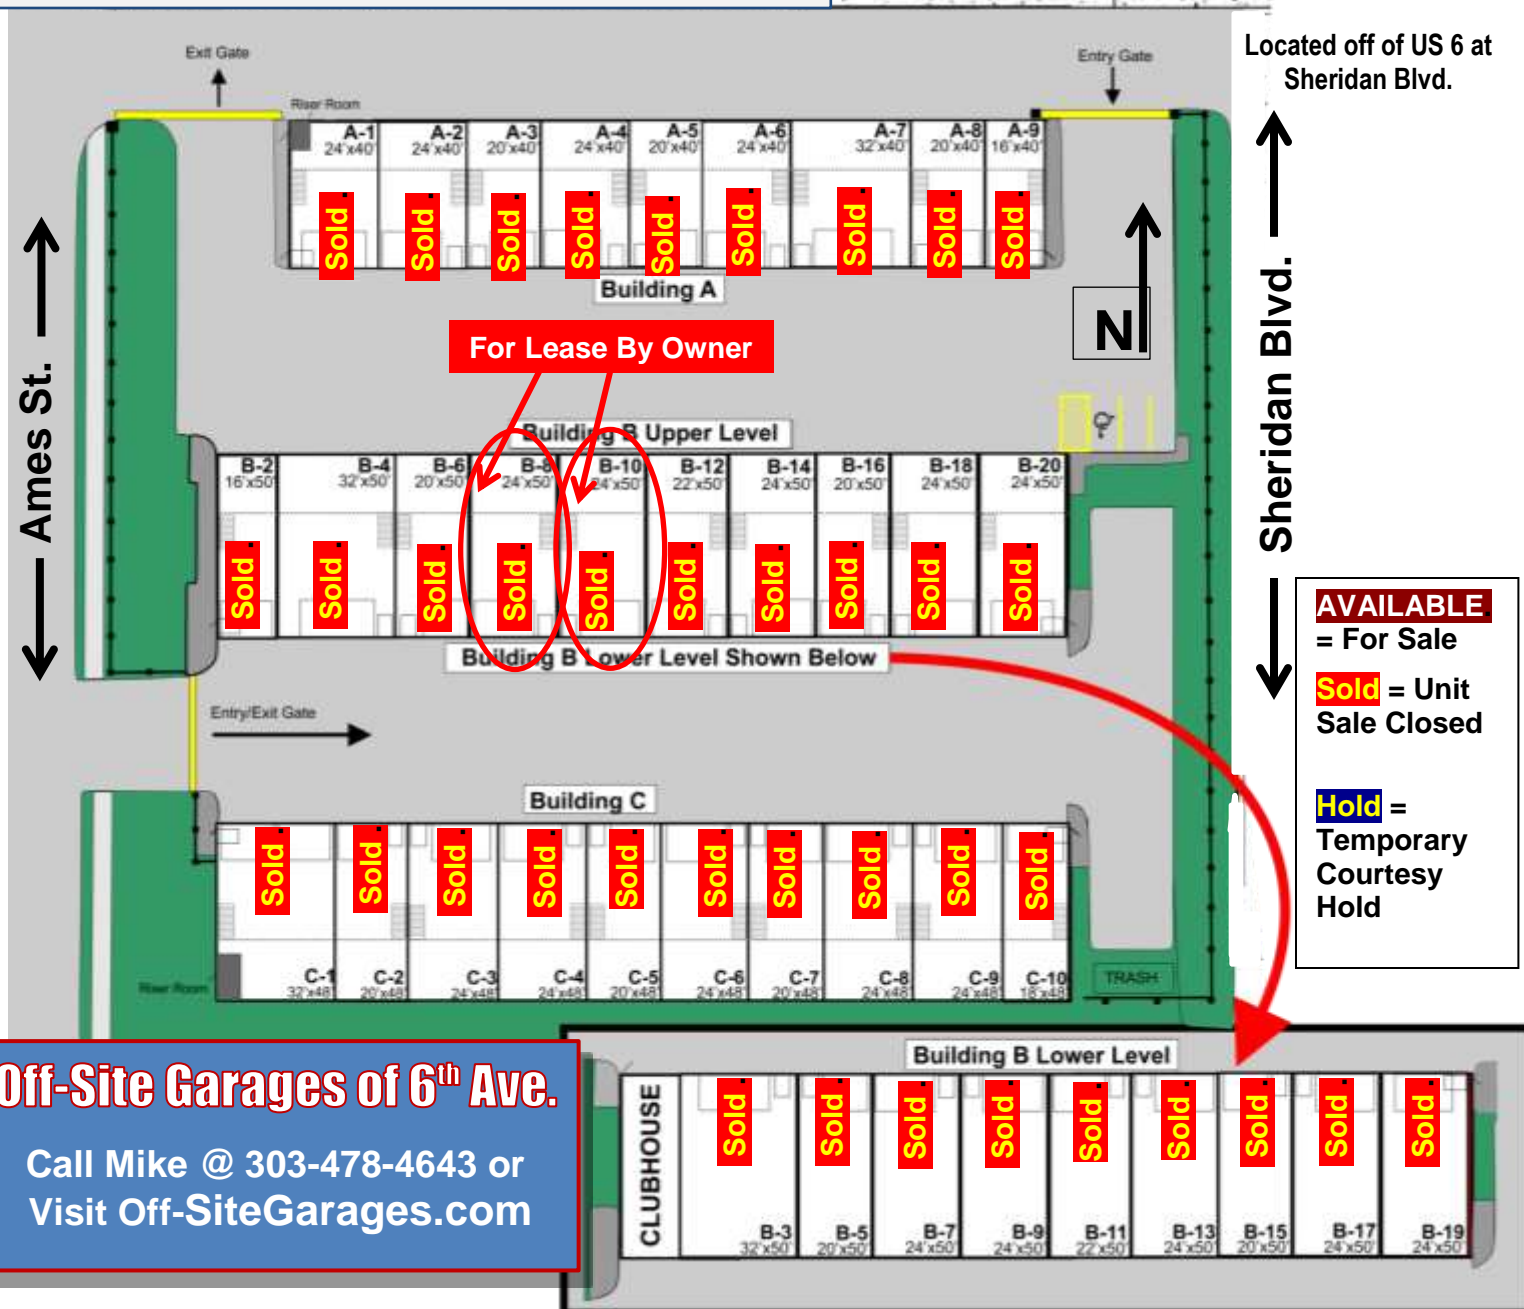 Located off of US 6 at
Sheridan Blvd.
Exit Gate
Entry Gate
Riser Room
A-1
24'x40'
A-2
24'x40'
A-3
20'x40'
A-4
24'x40'
A-5
20'x40'
A-6
24'x40'
A-7
32'x40'
A-8
20'x40'
A-9
16'x40'
Sold
Sold
Sold
Sold
Sold
Sold
Sold
Sold
Sold
Building A
N
For Lease By Owner
Ames St.
Sheridan Blvd.
Building B Upper Level
B-2
16'x50'
B-4
32'x50'
B-6
20'x50'
B-8
24'x50'
B-10
24'x50'
B-12
22'x50'
B-14
24'x50'
B-16
20'x50'
B-18
24'x50'
B-20
24'x50'
Sold
Sold
Sold
Sold
Sold
Sold
Sold
Sold
Sold
Sold
Building B Lower Level Shown Below
AVAILABLE.
= For Sale
Sold = Unit
Sale Closed
Hold =
Temporary
Courtesy
Hold
Entry/Exit Gate
Building C
Sold
Sold
Sold
Sold
Sold
Sold
Sold
Sold
Sold
Sold
C-1
32'x48'
C-2
20'x48'
C-3
24'x48'
C-4
24'x48'
C-5
20'x48'
C-6
24'x48'
C-7
20'x48'
C-8
24'x48'
C-9
24'x48'
C-10
18'x48'
Riser Room
TRASH
Building B Lower Level
CLUBHOUSE
Sold
Sold
Sold
Sold
Sold
Sold
Sold
Sold
Sold
B-3
32'x50'
B-5
20'x50'
B-7
24'x50'
B-9
24'x50'
B-11
22'x50'
B-13
24'x50'
B-15
20'x50'
B-17
24'x50'
B-19
24'x50'
Off-Site Garages of 6th Ave.
Call Mike @ 303-478-4643 or
Visit Off-SiteGarages.com